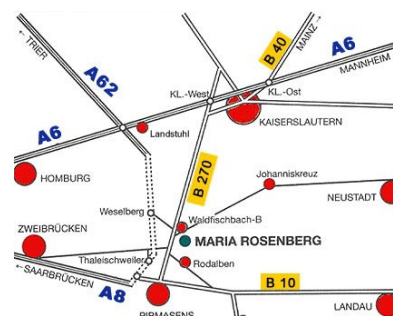 ← TRIER
MAINZ →
B 40
A6
MANNHEIM
A62
KL.-West
KL.-Ost
KAISERSLAUTERN
A6
Landstuhl
HOMBURG
B 270
Johanniskreuz
NEUSTADT
Weselberg
Waldfischbach-B
ZWEIBRÜCKEN
MARIA ROSENBERG
Thaleischweiler
Rodalben
← SAARBRÜCKEN
A8
B 10
PIRMASENS
LANDAU